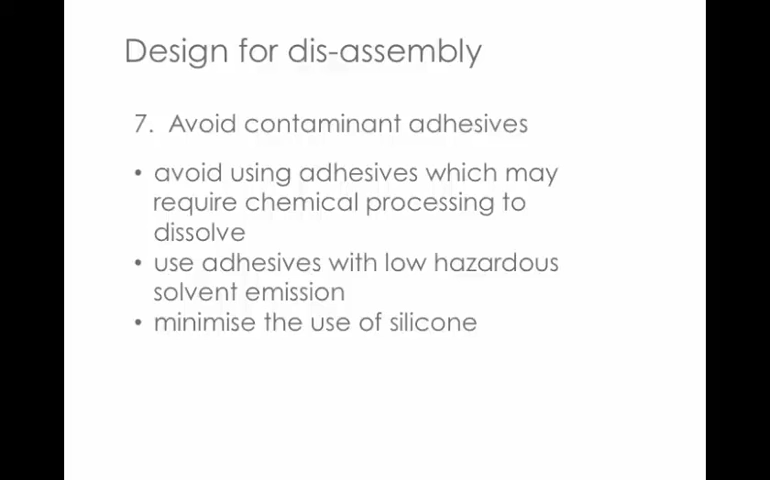 Design for dis-assembly
7. Avoid contaminant adhesives
• avoid using adhesives which may
require chemical processing to
dissolve
• use adhesives with low hazardous
solvent emission
• minimise the use of silicone